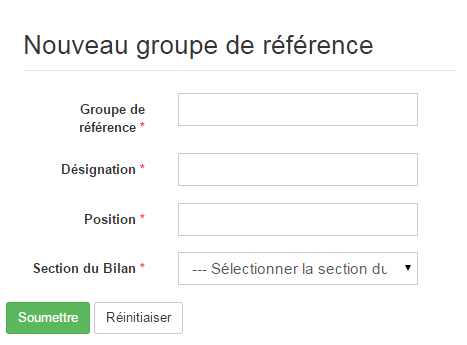 Nouveau groupe de référence
Groupe de
référence *
Désignation *
Position *
Section du Bilan *
--- Sélectionner la section du
Soumettre
Réinitiaiser